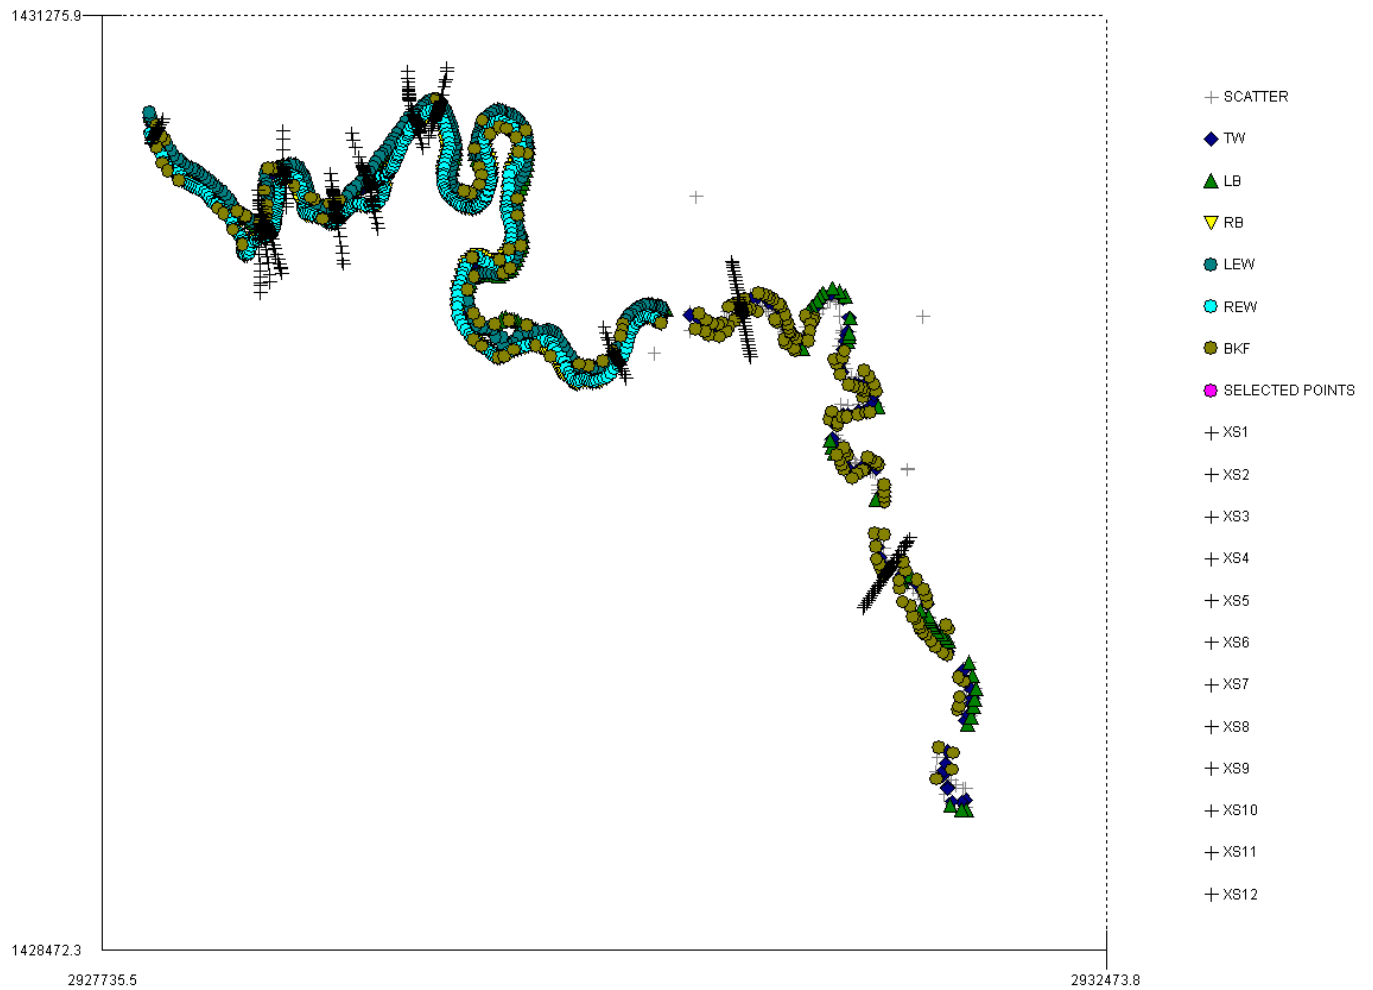 1431275.9
SCATTER
TW
LB
RB
LEW
REW
BKF
SELECTED POINTS
XS1
XS2
XS3
XS4
XS5
XS6
XS7
XS8
XS9
XS10
XS11
XS12
1428472.3
2927735.5
2932473.8